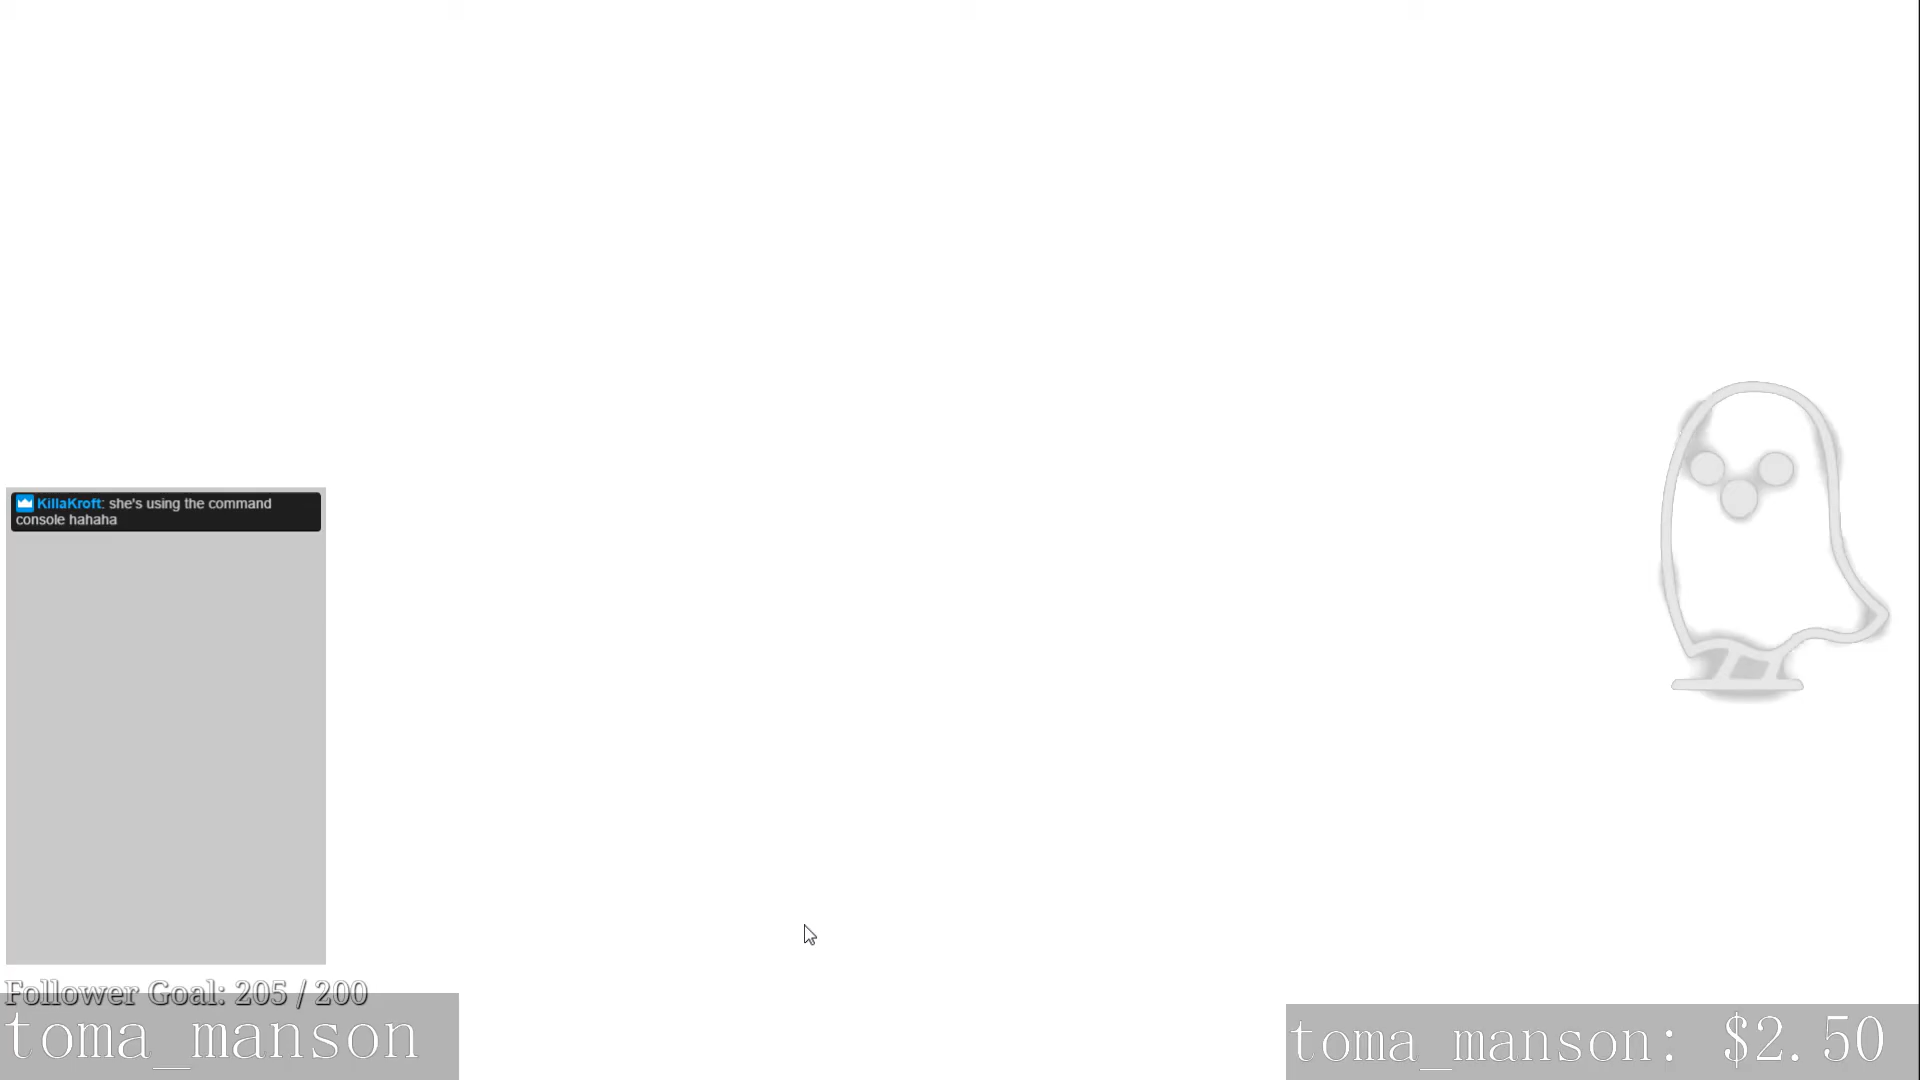 KillaKroft: she's using the command
console hahaha
Follower Goal: 205 / 200
toma_manson
toma_manson: $2.50